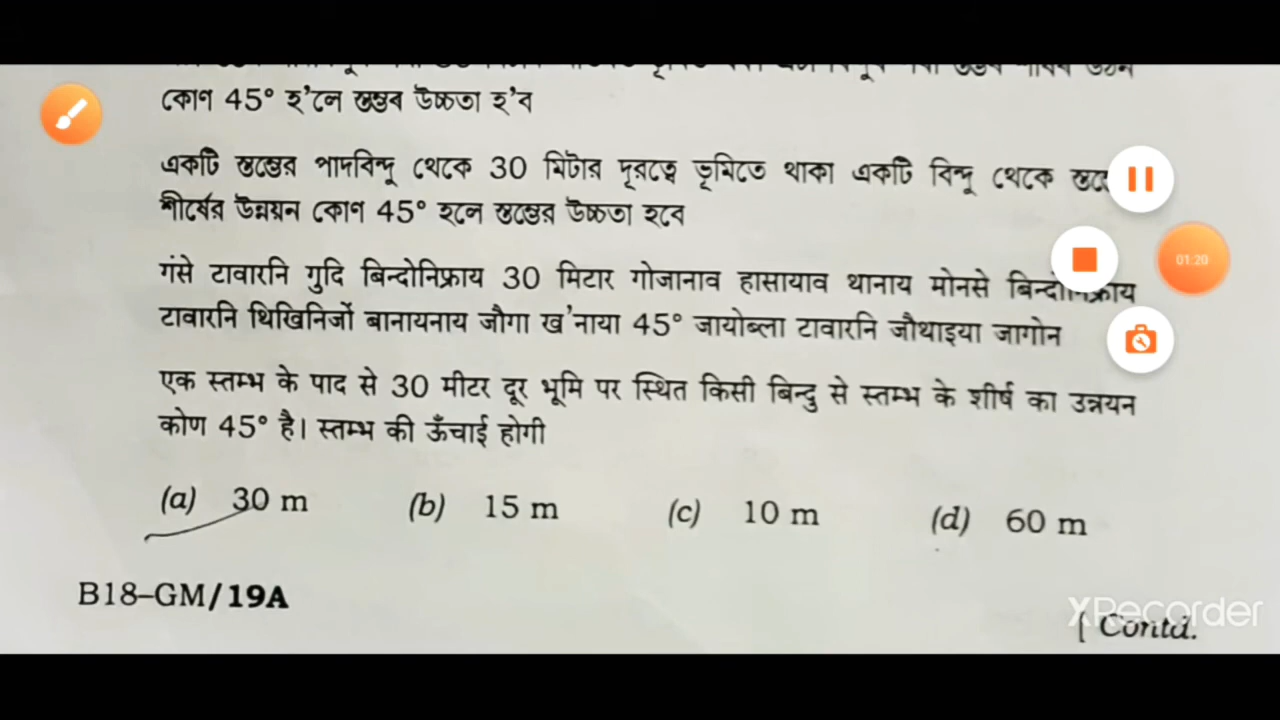 কোণ 45° হ'লে স্তম্ভৰ উচ্চতা হ'ব
একটি স্তম্ভের পাদবিন্দু থেকে 30 মিটার দূরত্বে ভূমিতে থাকা একটি বিন্দু থেকে
শীর্ষের উন্নয়ন কোণ 45° হলে স্তম্ভের উচ্চতা হবে
01:20
गंसे टावारनि गुदि बिन्दोनिफ्राय 30 मिटार गोजानाव हासायाव थानाय मोनसे बिन्दोनिफ्राय
टावारनि थिखिनिजों बानायनाय जौगा ख'नाया 45° जायोब्ला टावारनि जौथाइया जागोन
एक स्तम्भ के पाद से 30 मीटर दूर भूमि पर स्थित किसी बिन्दु से स्तम्भ के शीर्ष का उन्नयन
कोण 45° है। स्तम्भ की ऊँचाई होगी
(a) 30 m (b) 15 m (c) 10 m (d) 60 m
B18–GM/19A
XRecorder
[ Contd.